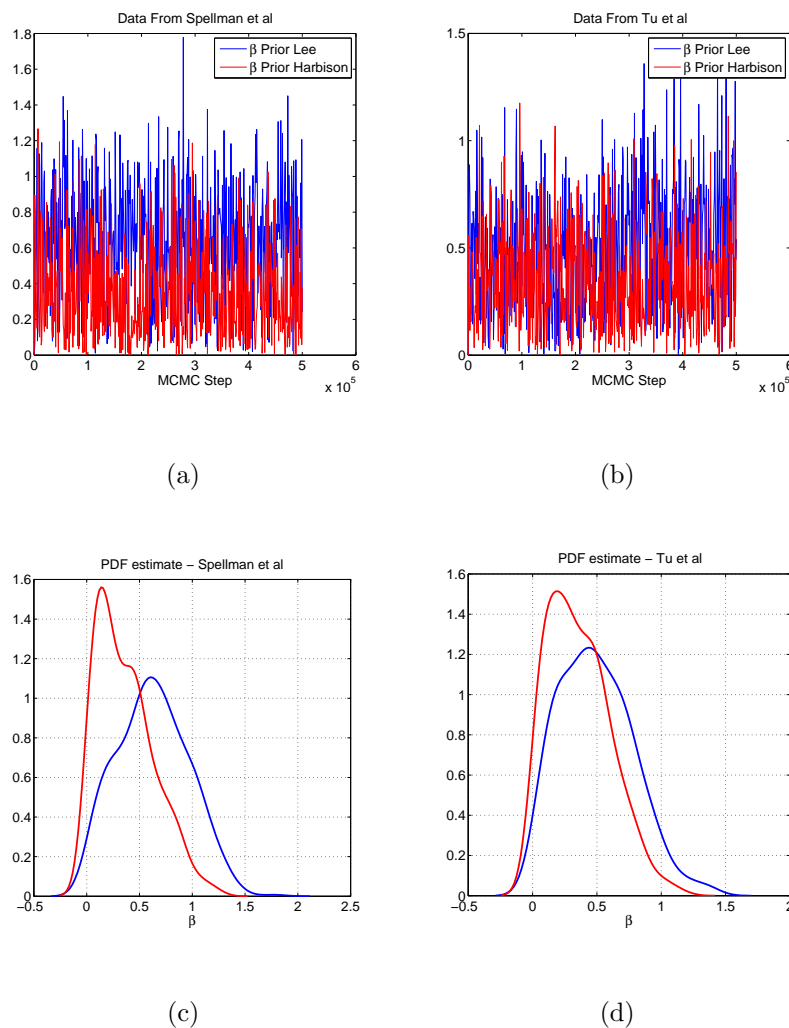 Data From Spellman et al
β Prior Lee
β Prior Harbison
1.8
1.6
1.4
1.2
1
0.8
0.6
0.4
0.2
0
0 1 2 3 4 5 6
MCMC Step
x 10^5
(a)
Data From Tu et al
β Prior Lee
β Prior Harbison
1.5
1
0.5
0
0 1 2 3 4 5 6
MCMC Step
x 10^5
(b)
PDF estimate − Spellman et al
1.6
1.4
1.2
1
0.8
0.6
0.4
0.2
0
−0.5 0 0.5 1 1.5 2 2.5
β
(c)
PDF estimate − Tu et al
1.6
1.4
1.2
1
0.8
0.6
0.4
0.2
0
−0.5 0 0.5 1 1.5 2
β
(d)